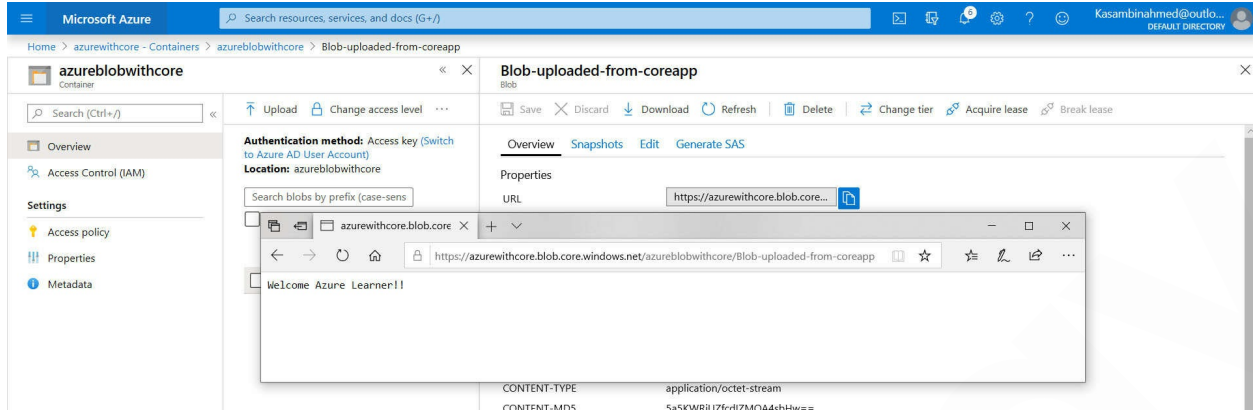 Microsoft Azure
Search resources, services, and docs (G+/)
6
Kasambinahmed@outlo...
DEFAULT DIRECTORY
Home > azurewithcore - Containers > azureblobwithcore > Blob-uploaded-from-coreapp
azureblobwithcore
Container
Search (Ctrl+/)
Overview
Access Control (IAM)
Settings
Access policy
Properties
Metadata
Upload Change access level ...
Authentication method: Access key (Switch
to Azure AD User Account)
Location: azureblobwithcore
Search blobs by prefix (case-sens
Blob-uploaded-from-coreapp
Blob
Save Discard Download Refresh Delete Change tier Acquire lease Break lease
Overview Snapshots Edit Generate SAS
Properties
URL https://azurewithcore.blob.core...
azurewithcore.blob.core
https://azurewithcore.blob.core.windows.net/azureblobwithcore/Blob-uploaded-from-coreapp
Welcome Azure Learner!!
CONTENT-TYPE application/octet-stream
CONTENT-MD5